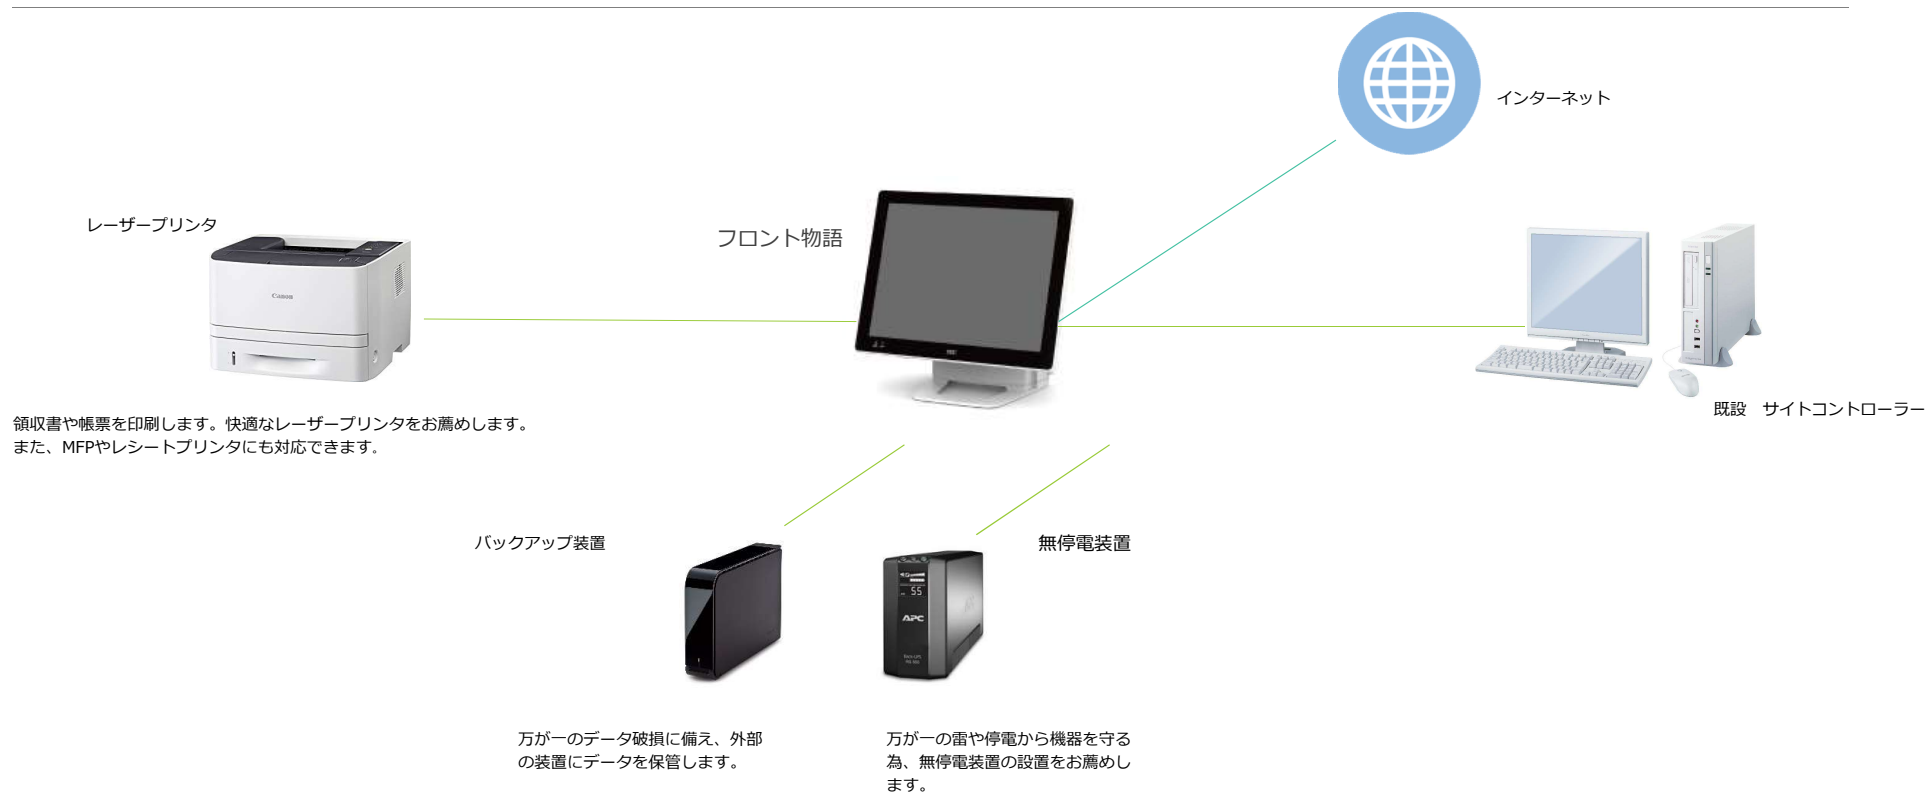 インターネット
レーザープリンタ
フロント物語
Canon
既設　サイトコントローラー
領収書や帳票を印刷します。快適なレーザープリンタをお薦めします。
また、MFPやレシートプリンタにも対応できます。
バックアップ装置
無停電装置
55
APC
万が一のデータ破損に備え、外部
の装置にデータを保管します。
万が一の雷や停電から機器を守る
為、無停電装置の設置をお薦めし
ます。